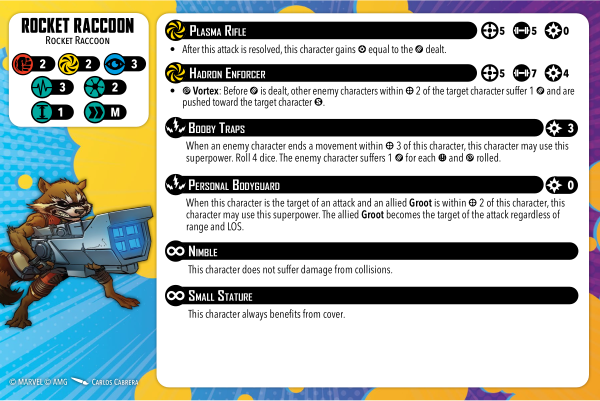 ROCKET RACCOON
ROCKET RACCOON
2 2 3
3 2
1 M
PLASMA RIFLE 5 5 0
• After this attack is resolved, this character gains equal to the dealt.
HADRON ENFORCER 5 7 4
• Vortex: Before is dealt, other enemy characters within 2 of the target character suffer 1 and are
pushed toward the target character S.
BOOBY TRAPS 3
When an enemy character ends a movement within 3 of this character, this character may use this
superpower. Roll 4 dice. The enemy character suffers 1 for each and rolled.
PERSONAL BODYGUARD 0
When this character is the target of an attack and an allied Groot is within 2 of this character, this
character may use this superpower. The allied Groot becomes the target of the attack regardless of
range and LOS.
NIMBLE
This character does not suffer damage from collisions.
SMALL STATURE
This character always benefits from cover.
© MARVEL © AMG CARLOS CABRERA